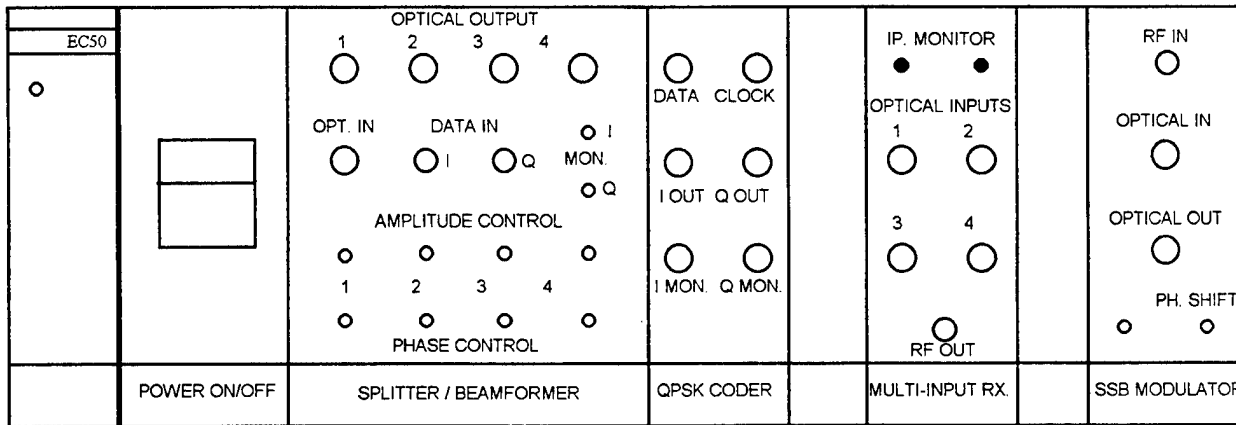 EC50
POWER ON/OFF
OPTICAL OUTPUT
1 2 3 4
OPT. IN DATA IN
I Q
MON.
I
Q
AMPLITUDE CONTROL
1 2 3 4
PHASE CONTROL
SPLITTER / BEAMFORMER
DATA CLOCK
I OUT Q OUT
I MON. Q MON.
QPSK CODER
IP. MONITOR
OPTICAL INPUTS
1 2
3 4
RF OUT
MULTI-INPUT RX.
RF IN
OPTICAL IN
OPTICAL OUT
PH. SHIFT
SSB MODULATOR